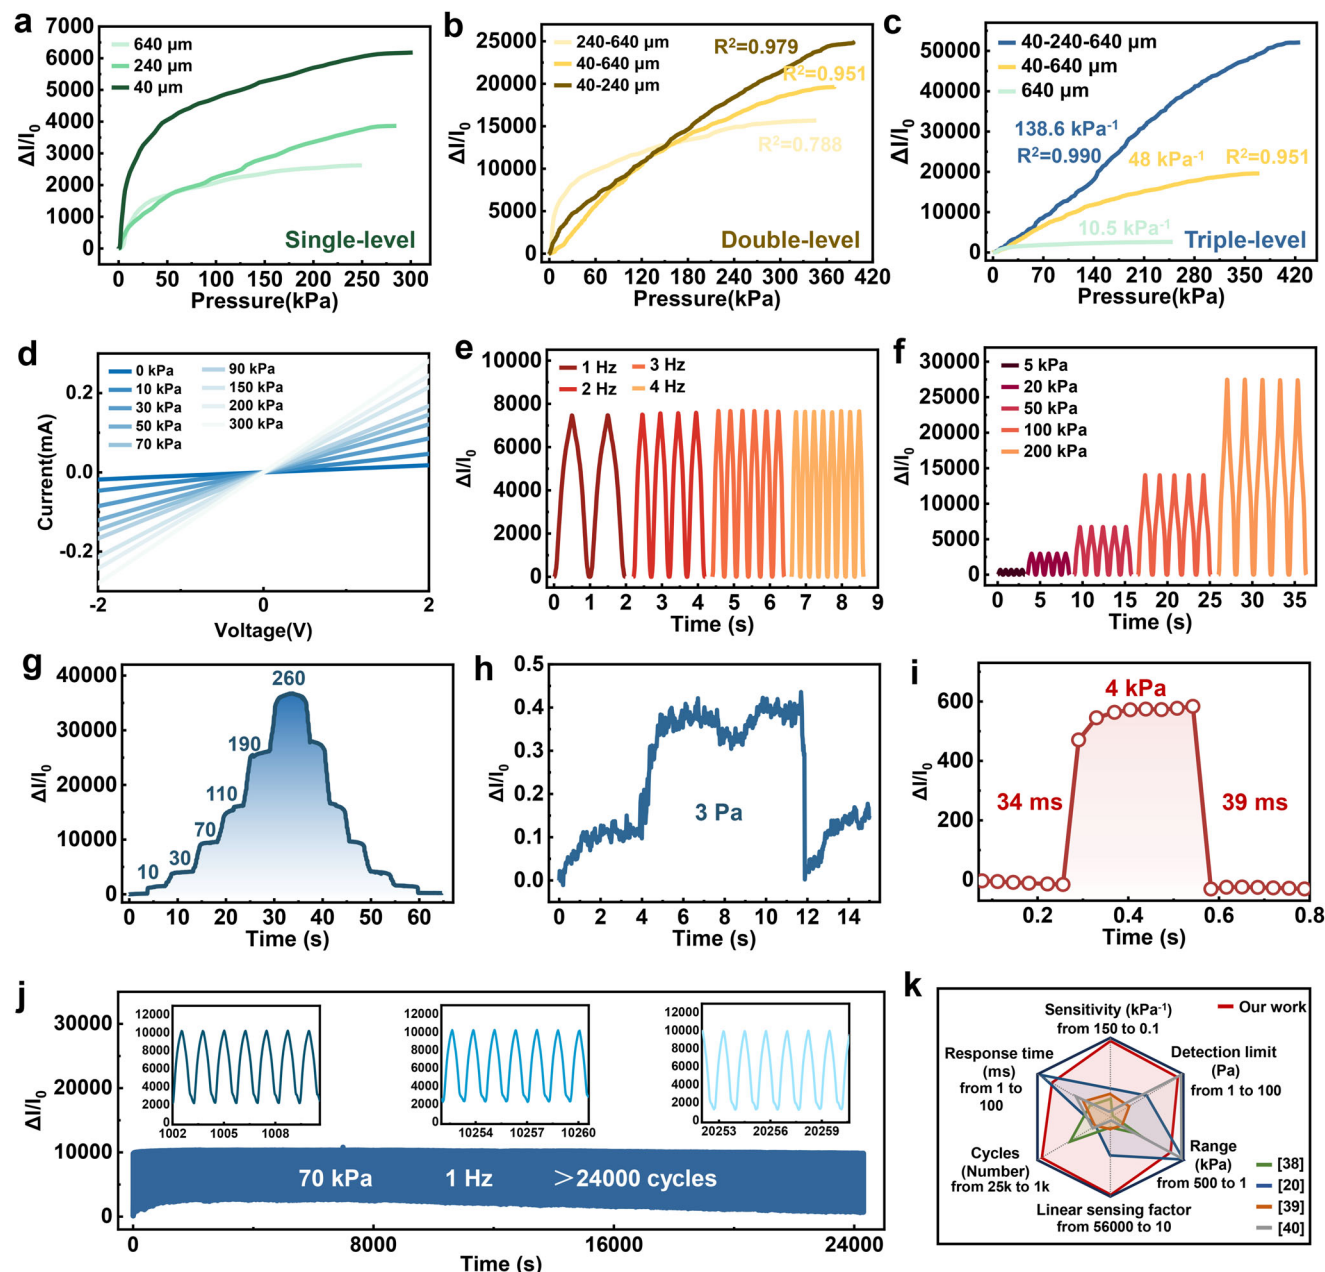 a
7000
6000
5000
4000
3000
2000
1000
0
ΔI/I0
640 μm
240 μm
40 μm
Single-level
0 50 100 150 200 250 300
Pressure(kPa)
b
25000
20000
15000
10000
5000
0
ΔI/I0
240-640 μm
40-640 μm
40-240 μm
R²=0.979
R²=0.951
R²=0.788
Double-level
0 60 120 180 240 300 360 420
Pressure(kPa)
c
50000
40000
30000
20000
10000
0
ΔI/I0
40-240-640 μm
40-640 μm
640 μm
138.6 kPa⁻¹
R²=0.990
48 kPa⁻¹
R²=0.951
10.5 kPa⁻¹
Triple-level
0 70 140 210 280 350 420
Pressure(kPa)
d
0.2
0.0
-0.2
Current(mA)
0 kPa
10 kPa
30 kPa
50 kPa
70 kPa
90 kPa
150 kPa
200 kPa
300 kPa
-2 0 2
Voltage(V)
e
10000
8000
6000
4000
2000
0
ΔI/I0
1 Hz
2 Hz
3 Hz
4 Hz
0 1 2 3 4 5 6 7 8 9
Time (s)
f
30000
25000
20000
15000
10000
5000
0
ΔI/I0
5 kPa
20 kPa
50 kPa
100 kPa
200 kPa
0 5 10 15 20 25 30 35
Time (s)
g
40000
30000
20000
10000
0
ΔI/I0
10
30
70
110
190
260
0 10 20 30 40 50 60
Time (s)
h
0.5
0.4
0.3
0.2
0.1
0.0
ΔI/I0
3 Pa
0 2 4 6 8 10 12 14
Time (s)
i
600
400
200
0
ΔI/I0
4 kPa
34 ms
39 ms
0.2 0.4 0.6 0.8
Time (s)
j
30000
20000
10000
0
ΔI/I0
12000
10000
8000
6000
4000
2000
0
1002 1005 1008
12000
10000
8000
6000
4000
2000
0
10254 10257 10260
12000
10000
8000
6000
4000
2000
0
20253 20256 20259
70 kPa 1 Hz >24000 cycles
0 8000 16000 24000
Time (s)
k
Our work
Sensitivity (kPa⁻¹)
from 150 to 0.1
Detection limit
(Pa)
from 1 to 100
Range
(kPa)
from 500 to 1
Linear sensing factor
from 56000 to 10
Cycles
(Number)
from 25k to 1k
Response time
(ms)
from 1 to
100
[38]
[20]
[39]
[40]